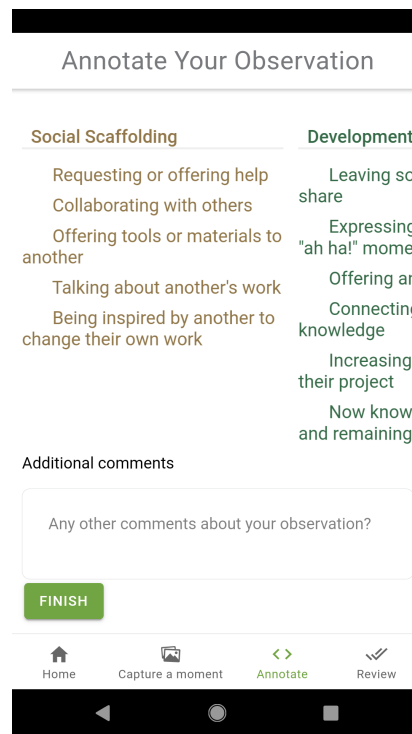 Annotate Your Observation
Social Scaffolding
Requesting or offering help
Collaborating with others
Offering tools or materials to
another
Talking about another's work
Being inspired by another to
change their own work
Development
Leaving
share
Expressing
"ah ha!"
Offering
Connecting
knowledge
Increasing
their project
Now know
and remaining
Additional comments
Any other comments about your observation?
FINISH
Home
Capture a moment
Annotate
Review